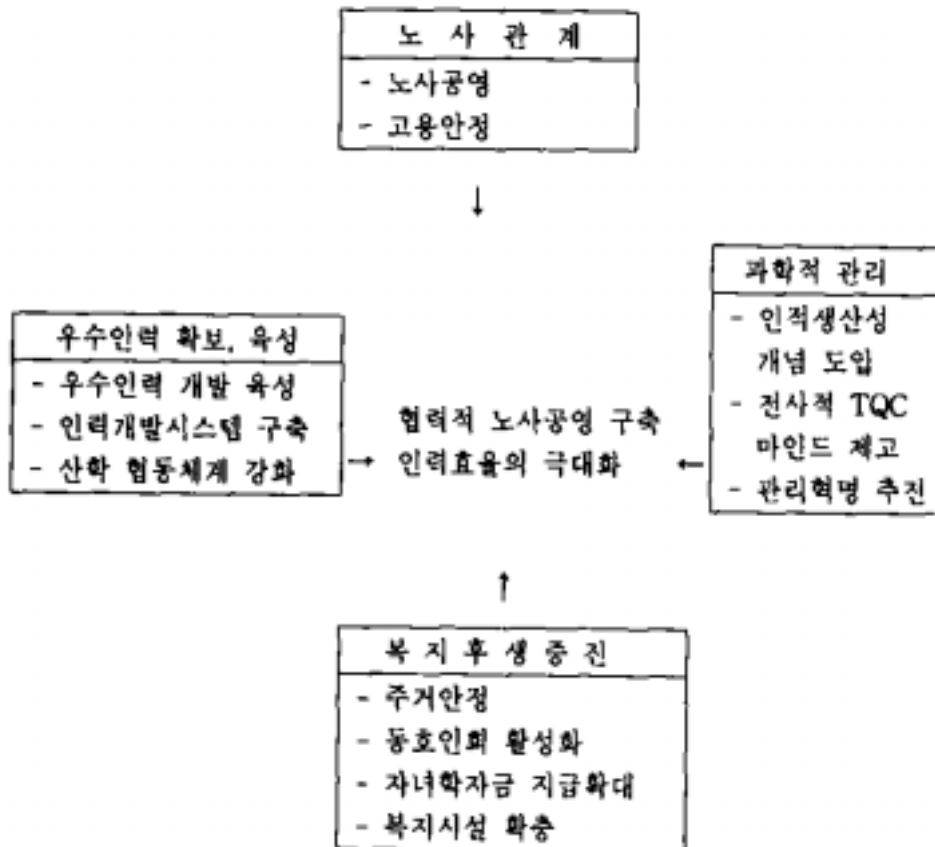 노 사 관 계
- 노사공영
- 고용안정
↓
과학적 관리
- 인적생산성
개념 도입
- 전사적 TQC
마인드 제고
- 관리혁명 추진
우수인력 확보, 육성
- 우수인력 개발 육성
- 인력개발시스템 구축
- 산학 협동체계 강화
→
협력적 노사공영 구축
인력효율의 극대화
←
↑
복 지 후 생 증 진
- 주거안정
- 동호인회 활성화
- 자녀학자금 지급확대
- 복지시설 확충